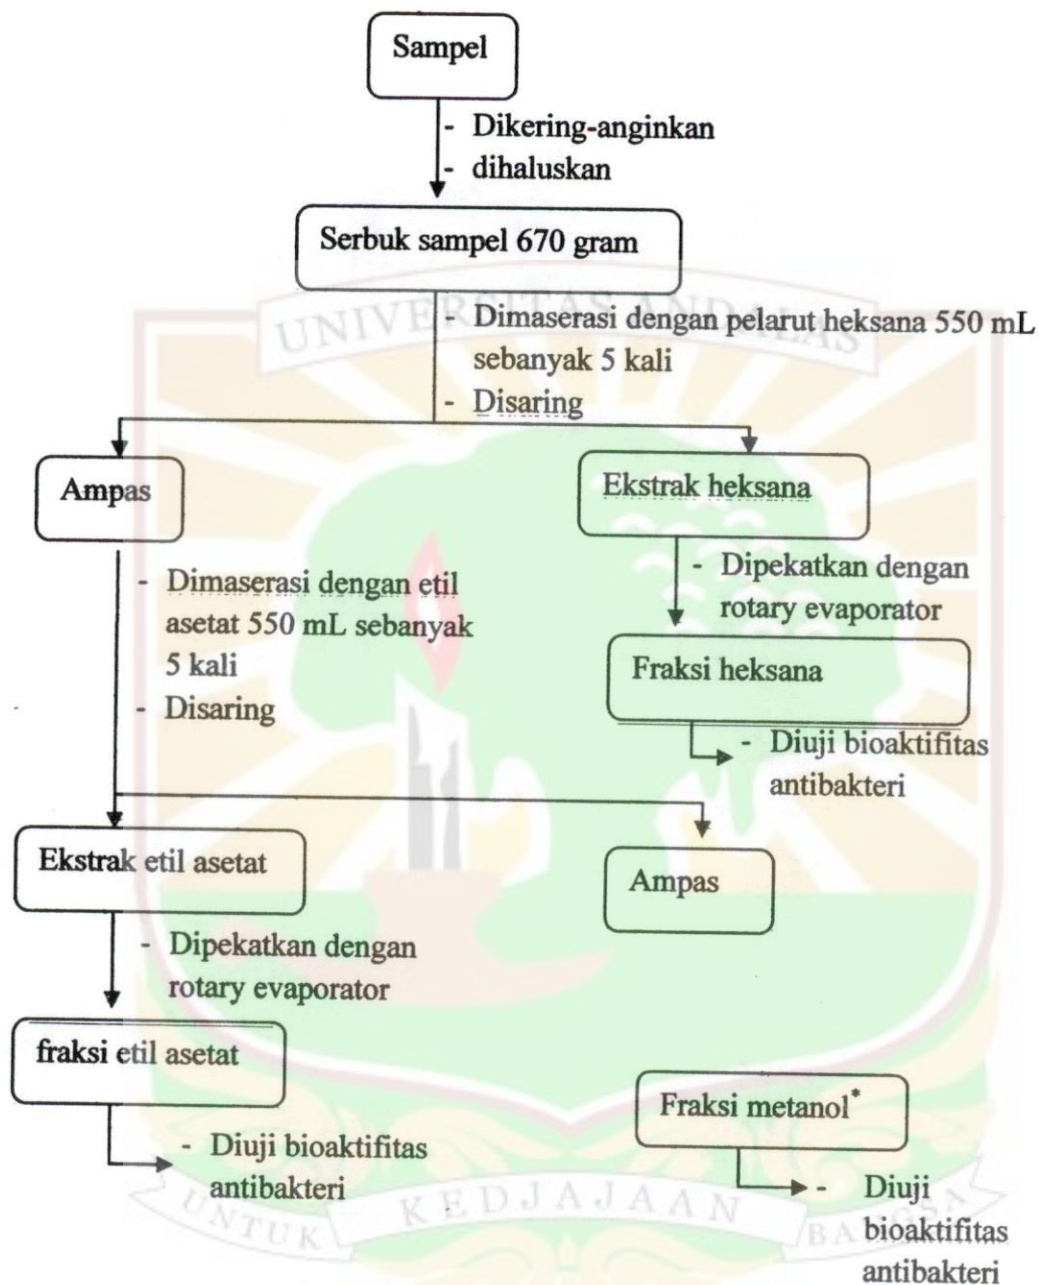 Sampel
- Dikering-anginkan
- dihaluskan
Serbuk sampel 670 gram
UNIVERSITAS ANDALAS
- Dimaserasi dengan pelarut heksana 550 mL
sebanyak 5 kali
- Disaring
Ampas
Ekstrak heksana
- Dimaserasi dengan etil
asetat 550 mL sebanyak
5 kali
- Disaring
- Dipekatkan dengan
rotary evaporator
Fraksi heksana
- Diuji bioaktifitas
antibakteri
Ekstrak etil asetat
Ampas
- Dipekatkan dengan
rotary evaporator
fraksi etil asetat
Fraksi metanol*
- Diuji bioaktifitas
antibakteri
- Diuji
bioaktifitas
antibakteri
UNTUK KEDJAJAAN BANGSA